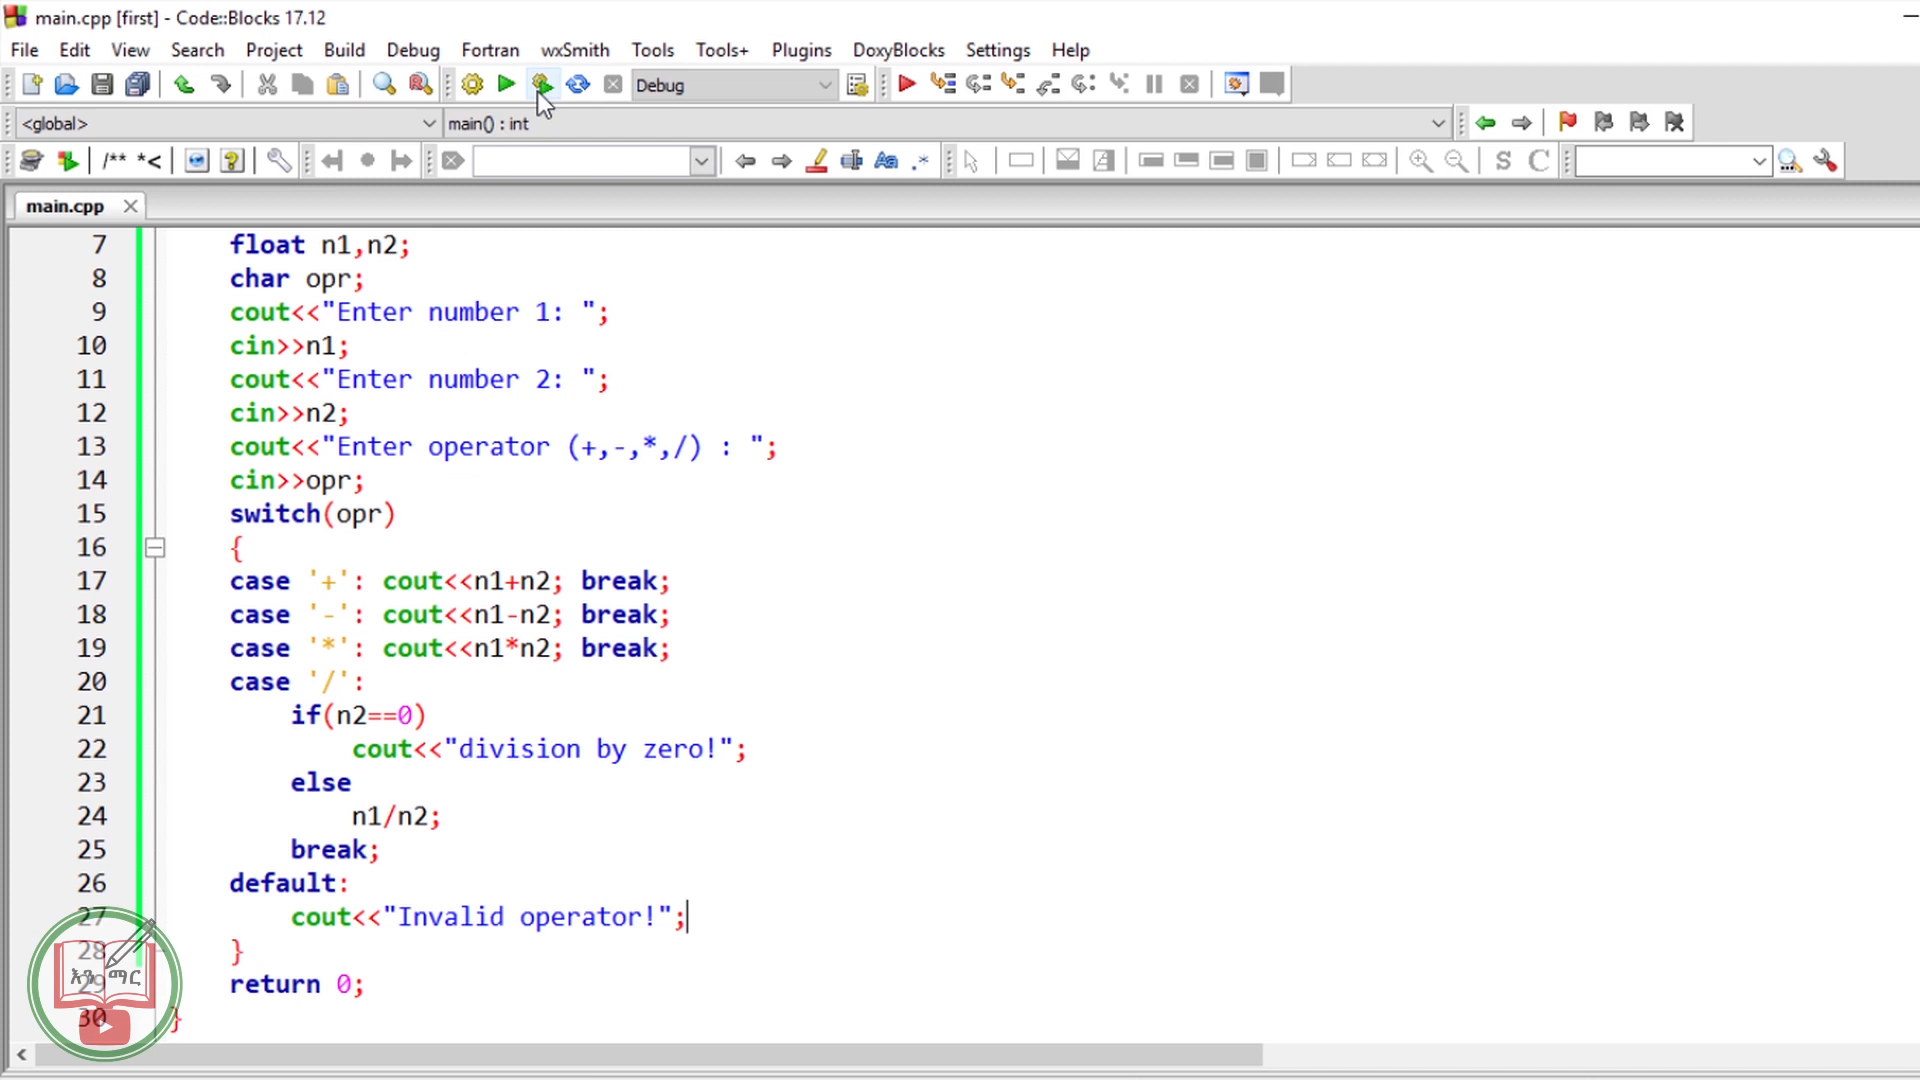 main.cpp [first] - Code::Blocks 17.12
File Edit View Search Project Build Debug Fortran wxSmith Tools Tools+ Plugins DoxyBlocks Settings Help
Debug
<global> main() : int
/** *<
Aa .* S C
main.cpp
7 float n1,n2;
8 char opr;
9 cout<<"Enter number 1: ";
10 cin>>n1;
11 cout<<"Enter number 2: ";
12 cin>>n2;
13 cout<<"Enter operator (+,-,*,/) : ";
14 cin>>opr;
15 switch(opr)
16 {
17 case '+': cout<<n1+n2; break;
18 case '-': cout<<n1-n2; break;
19 case '*': cout<<n1*n2; break;
20 case '/':
21 if(n2==0)
22 cout<<"division by zero!";
23 else
24 n1/n2;
25 break;
26 default:
27 cout<<"Invalid operator!";
28 }
29 return 0;
30 }
እን ማር